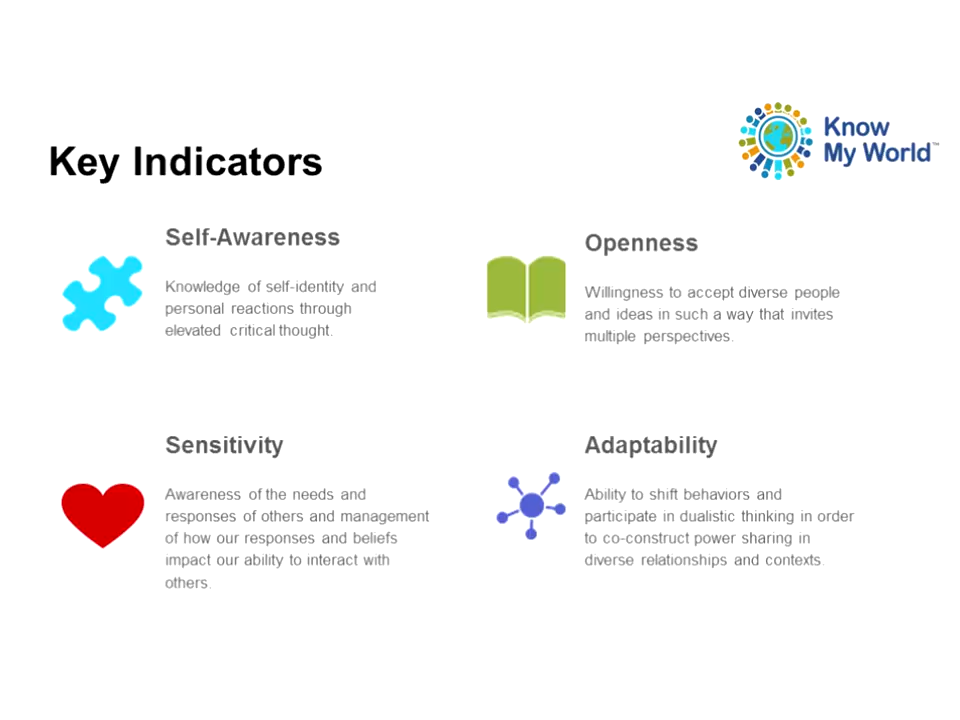 Know
My World™
Key Indicators
Self-Awareness
Knowledge of self-identity and
personal reactions through
elevated critical thought.
Openness
Willingness to accept diverse people
and ideas in such a way that invites
multiple perspectives.
Sensitivity
Awareness of the needs and
responses of others and management
of how our responses and beliefs
impact our ability to interact with
others.
Adaptability
Ability to shift behaviors and
participate in dualistic thinking in order
to co-construct power sharing in
diverse relationships and contexts.